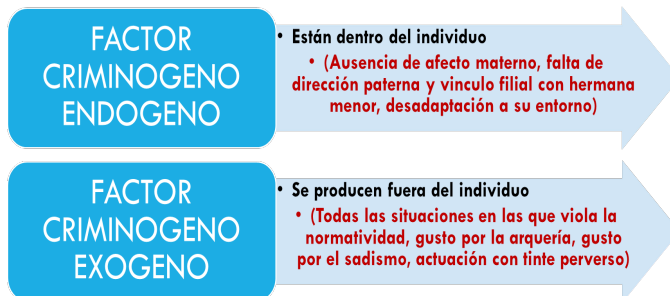 FACTOR
CRIMINOGENO
ENDOGENO
• Están dentro del individuo
• (Ausencia de afecto materno, falta de
dirección paterna y vinculo filial con hermana
menor, desadaptación a su entorno)
FACTOR
CRIMINOGENO
EXOGENO
• Se producen fuera del individuo
• (Todas las situaciones en las que viola la
normatividad, gusto por la arquería, gusto
por el sadismo, actuación con tinte perverso)